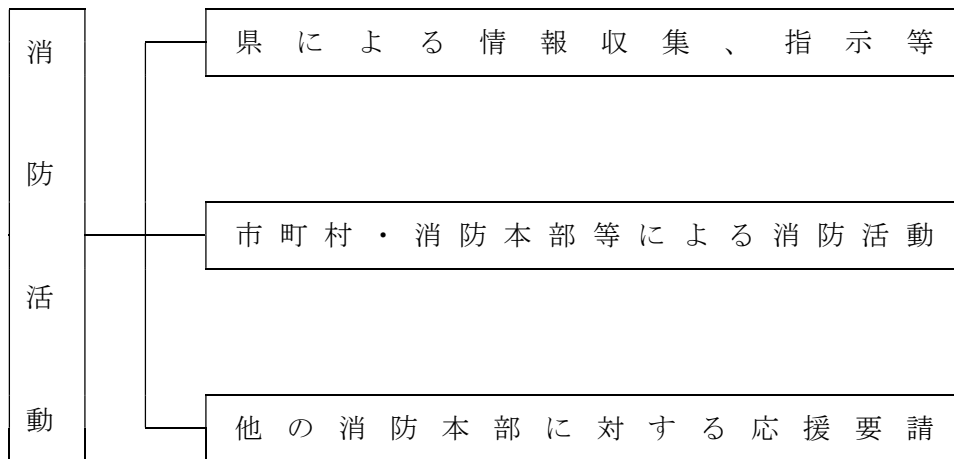 消防活動
県による情報収集、指示等
市町村・消防本部等による消防活動
他の消防本部に対する応援要請